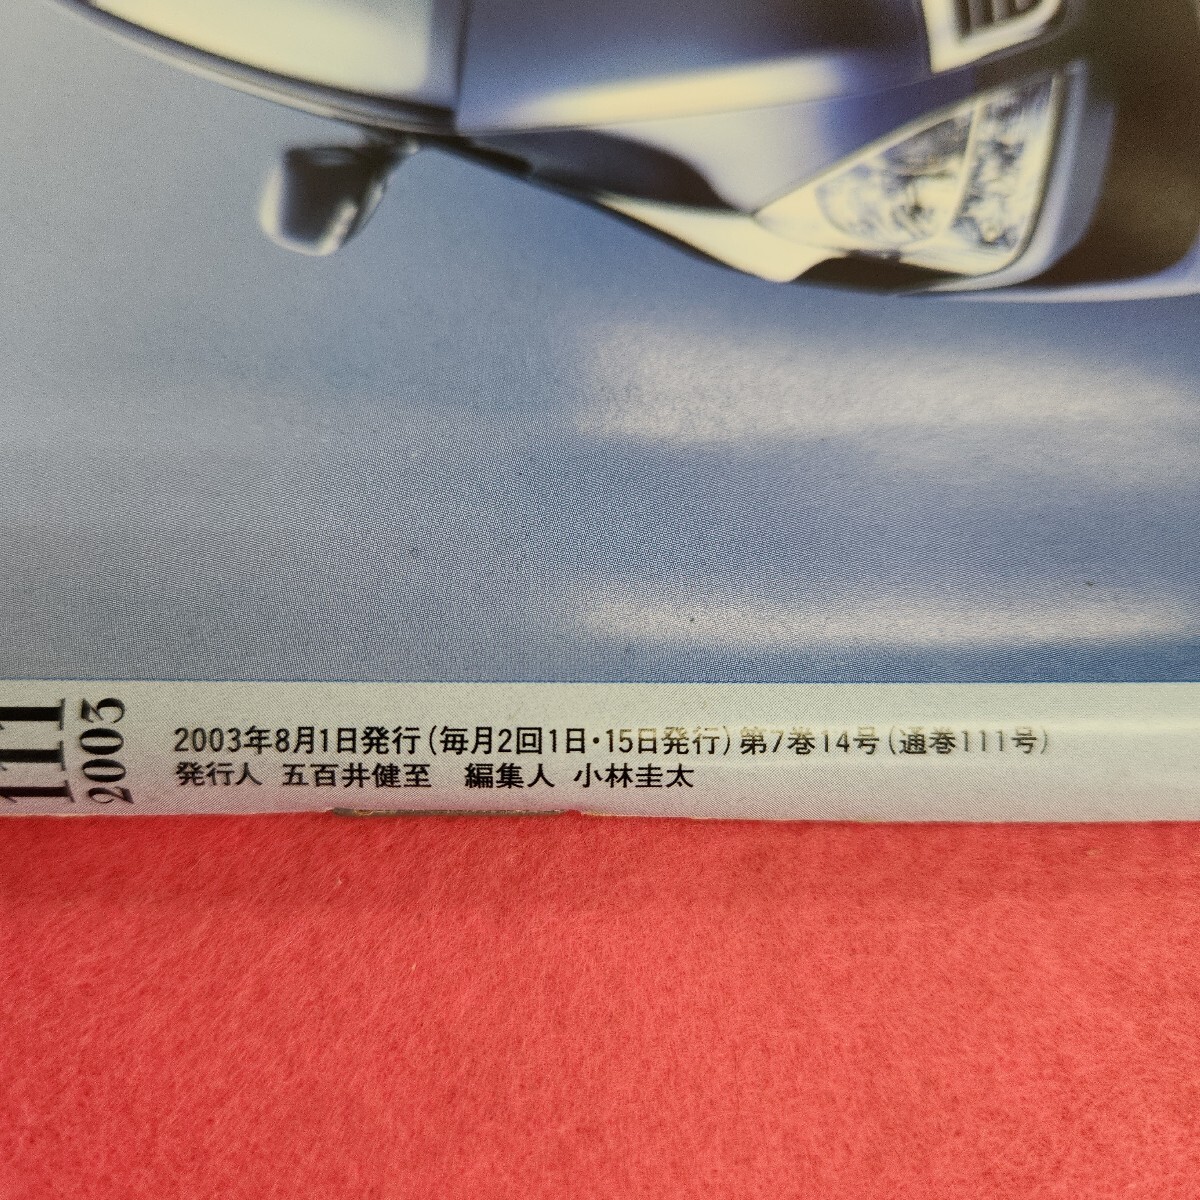 111
2003
2003年8月1日発行(毎月2回1日・15日発行)第7巻14号(通巻111号)
発行人 五百井健至 編集人 小林圭太